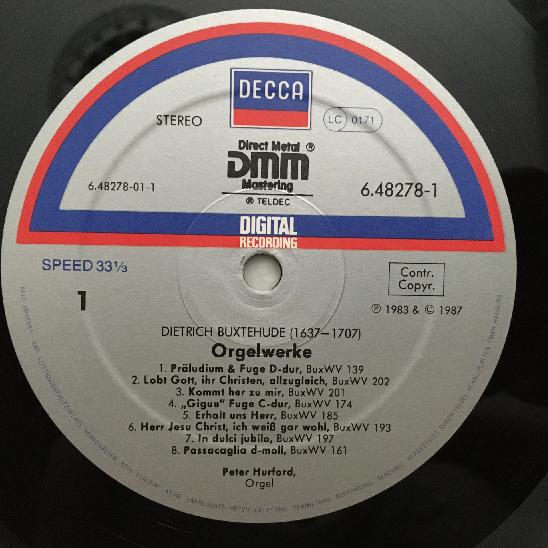 DECCA
STEREO
LC 0171
Direct Metal ®
DMM
Mastering
® TELDEC
6.48278-01-1
6.48278-1
DIGITAL
RECORDING
SPEED 33⅓
Contr.
Copyr.
1
℗ 1983 & © 1987
DIETRICH BUXTEHUDE (1637–1707)
Orgelwerke
1. Präludium & Fuge D-dur, BuxWV 139
2. Lobt Gott, ihr Christen, allzugleich, BuxWV 202
3. Kommt her zu mir, BuxWV 201
4. „Gigue" Fuge C-dur, BuxWV 174
5. Erhalt uns Herr, BuxWV 185
6. Herr Jesu Christ, ich weiß gar wohl, BuxWV 193
7. In dulci jubilo, BuxWV 197
8. Passacaglia d-moll, BuxWV 161
Peter Hurford,
Orgel